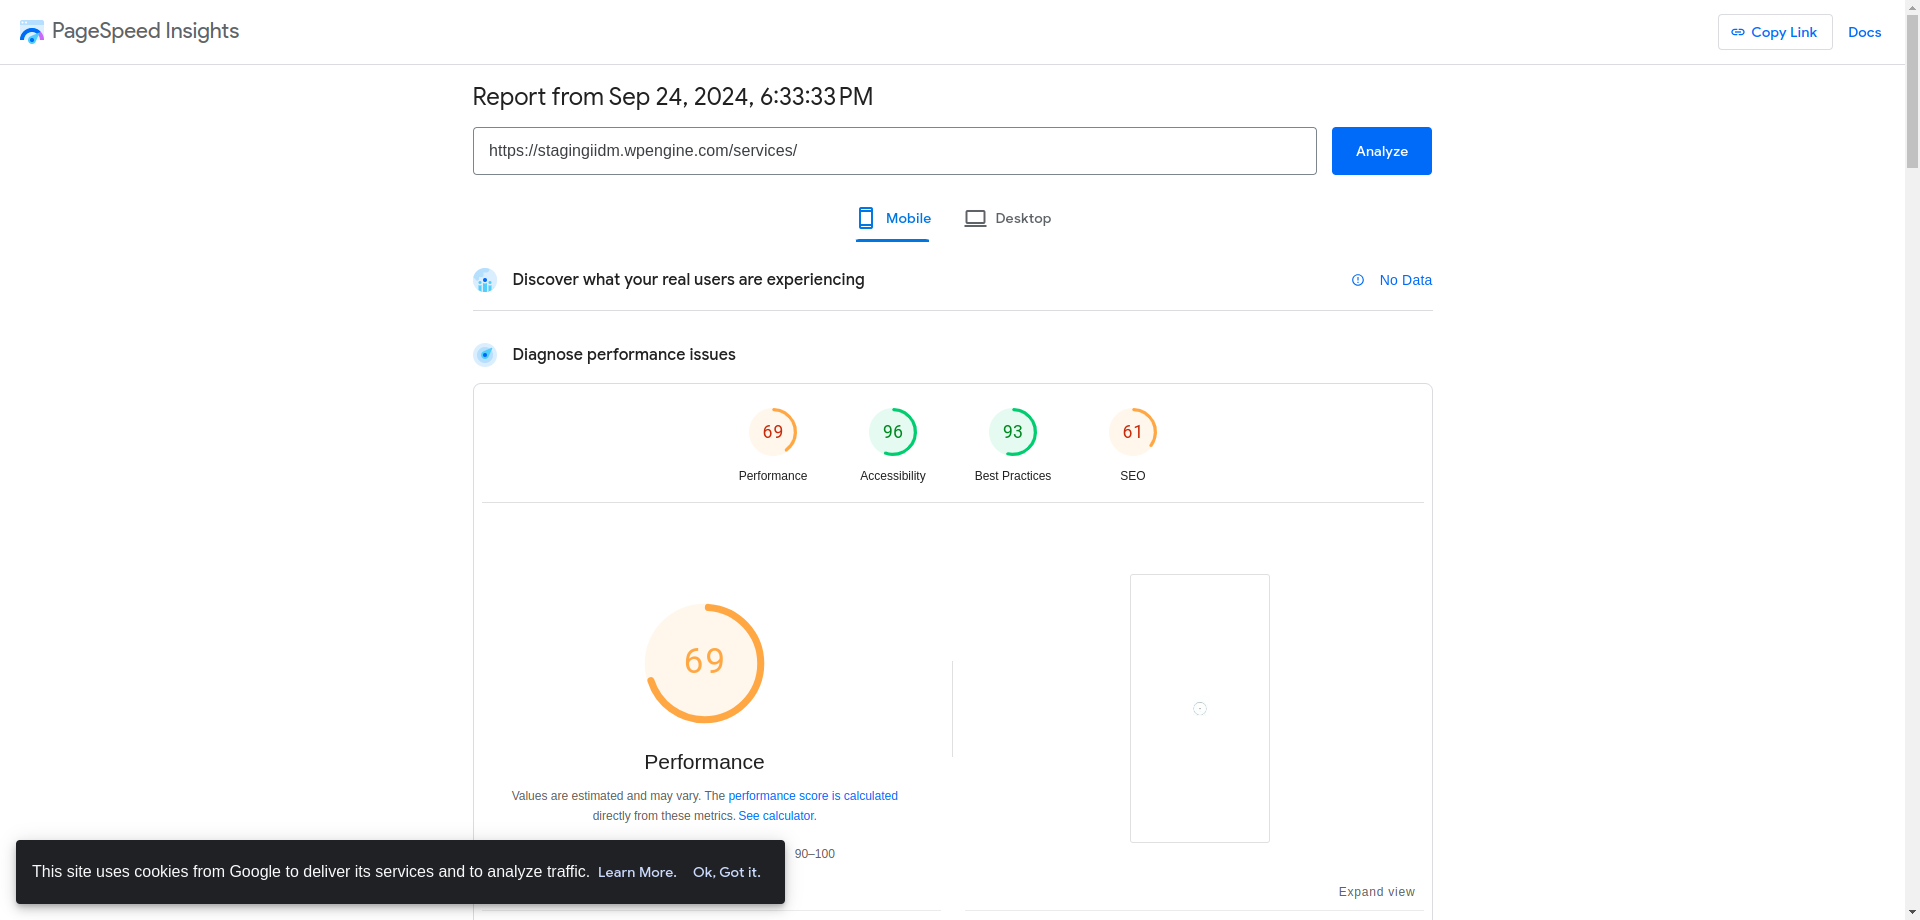 PageSpeed Insights
Copy Link
Docs
Report from Sep 24, 2024, 6:33:33 PM
https://stagingiidm.wpengine.com/services/
Analyze
Mobile
Desktop
Discover what your real users are experiencing
No Data
Diagnose performance issues
69
96
93
61
Performance
Accessibility
Best Practices
SEO
69
Performance
Values are estimated and may vary. The performance score is calculated
directly from these metrics. See calculator.
90–100
This site uses cookies from Google to deliver its services and to analyze traffic. Learn More. Ok, Got it.
Expand view